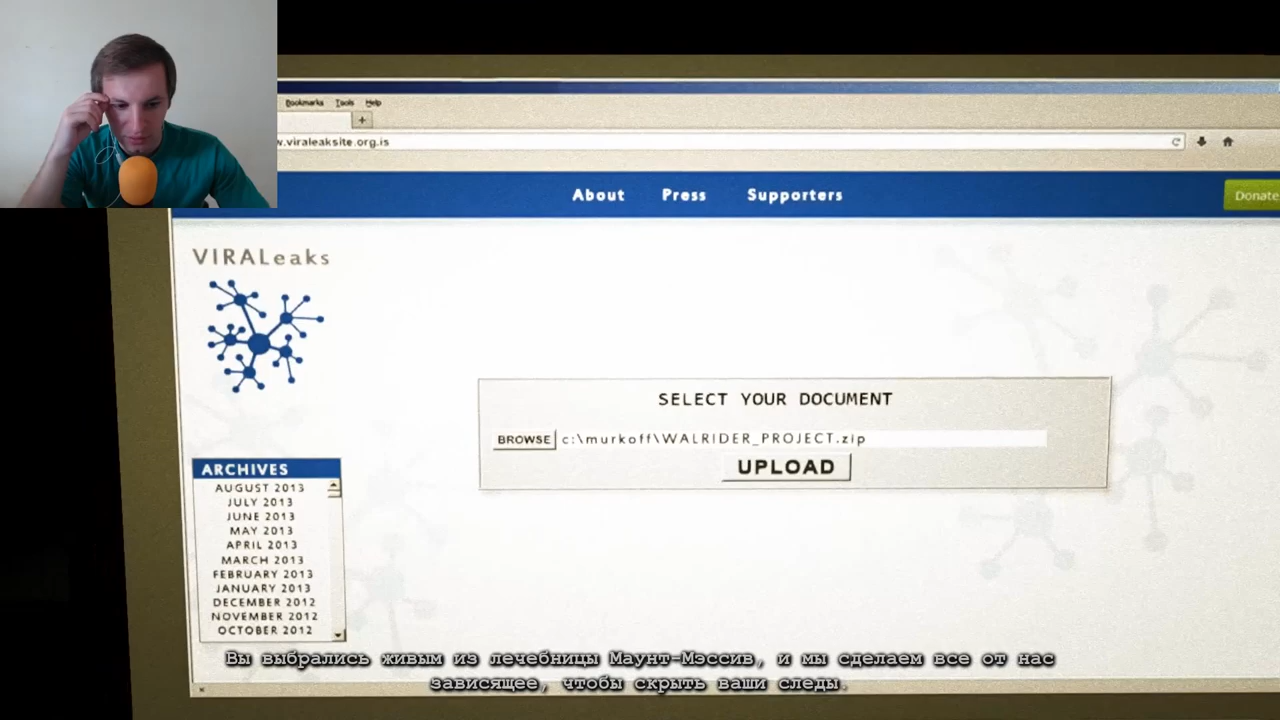 Bookmarks Tools Help
+
w.viraleaksite.org.is
About Press Supporters
Donate
VIRALeaks
SELECT YOUR DOCUMENT
BROWSE c:\murkoff\WALRIDER_PROJECT.zip
UPLOAD
ARCHIVES
AUGUST 2013
JULY 2013
JUNE 2013
MAY 2013
APRIL 2013
MARCH 2013
FEBRUARY 2013
JANUARY 2013
DECEMBER 2012
NOVEMBER 2012
OCTOBER 2012
Вы выбрались живым из лечебницы Маунт-Мэссив, и мы сделаем все от нас
зависящее, чтобы скрыть ваши следы.